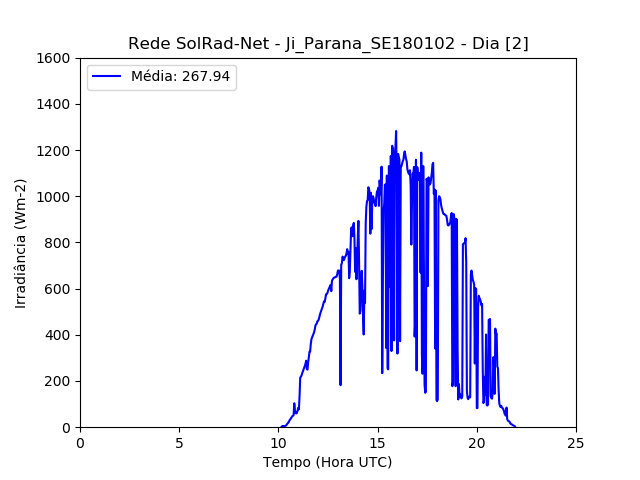 Rede SolRad-Net - Ji_Parana_SE180102 - Dia [2]
Média: 267.94
Irradiância (Wm-2)
1600
1400
1200
1000
800
600
400
200
0
0 5 10 15 20 25
Tempo (Hora UTC)